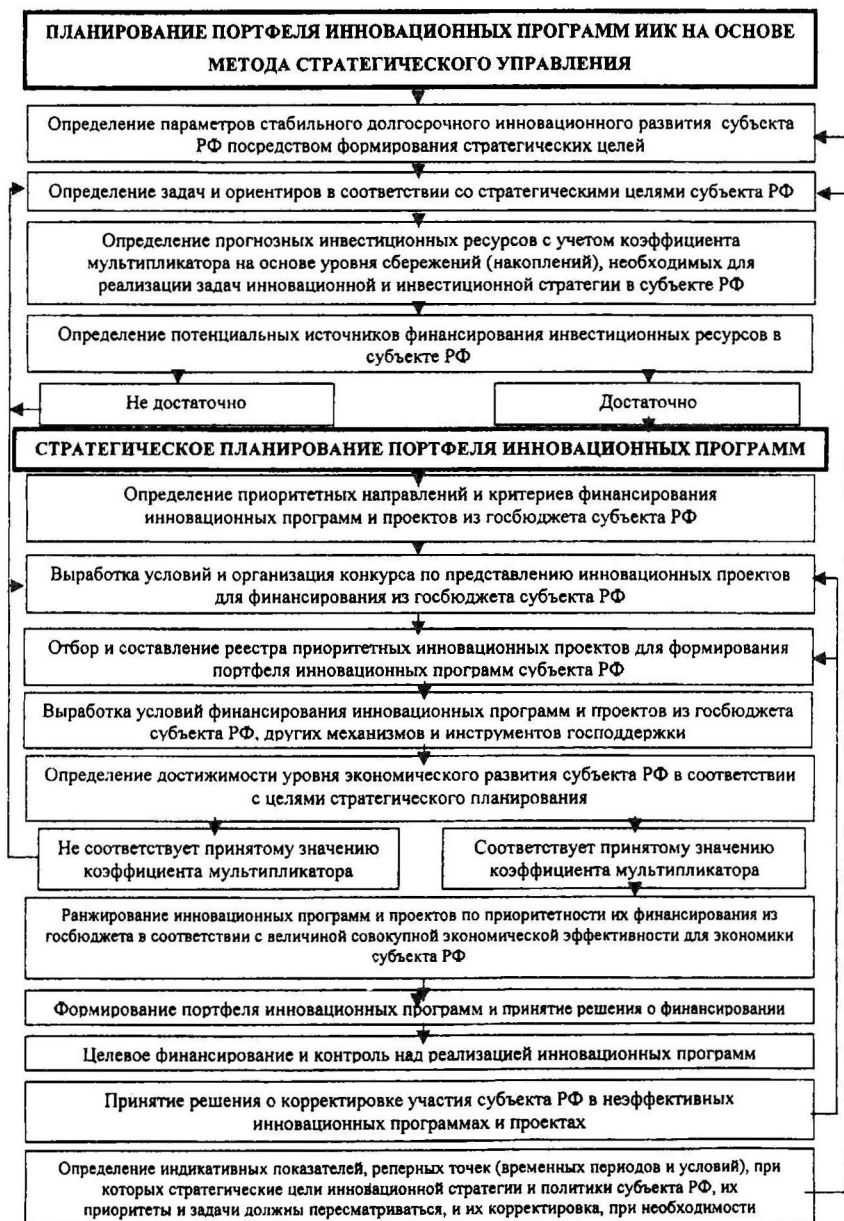 ПЛАНИРОВАНИЕ ПОРТФЕЛЯ ИННОВАЦИОННЫХ ПРОГРАММ ИИК НА ОСНОВЕ
МЕТОДА СТРАТЕГИЧЕСКОГО УПРАВЛЕНИЯ
Определение параметров стабильного долгосрочного инновационного развития субъекта
РФ посредством формирования стратегических целей
Определение задач и ориентиров в соответствии со стратегическими целями субъекта РФ
Определение прогнозных инвестиционных ресурсов с учетом коэффициента
мультипликатора на основе уровня сбережений (накоплений), необходимых для
реализации задач инновационной и инвестиционной стратегии в субъекте РФ
Определение потенциальных источников финансирования инвестиционных ресурсов в
субъекте РФ
Не достаточно
Достаточно
СТРАТЕГИЧЕСКОЕ ПЛАНИРОВАНИЕ ПОРТФЕЛЯ ИННОВАЦИОННЫХ ПРОГРАММ
Определение приоритетных направлений и критериев финансирования
инновационных программ и проектов из госбюджета субъекта РФ
Выработка условий и организация конкурса по представлению инновационных проектов
для финансирования из госбюджета субъекта РФ
Отбор и составление реестра приоритетных инновационных проектов для формирования
портфеля инновационных программ субъекта РФ
Выработка условий финансирования инновационных программ и проектов из госбюджета
субъекта РФ, других механизмов и инструментов господдержки
Определение достижимости уровня экономического развития субъекта РФ в соответствии
с целями стратегического планирования
Не соответствует принятому значению
коэффициента мультипликатора
Соответствует принятому значению
коэффициента мультипликатора
Ранжирование инновационных программ и проектов по приоритетности их финансирования из
госбюджета в соответствии с величиной совокупной экономической эффективности для экономики
субъекта РФ
Формирование портфеля инновационных программ и принятие решения о финансировании
Целевое финансирование и контроль над реализацией инновационных программ
Принятие решения о корректировке участия субъекта РФ в неэффективных
инновационных программах и проектах
Определение индикативных показателей, реперных точек (временных периодов и условий), при
которых стратегические цели инновационной стратегии и политики субъекта РФ, их
приоритеты и задачи должны пересматриваться, и их корректировка, при необходимости